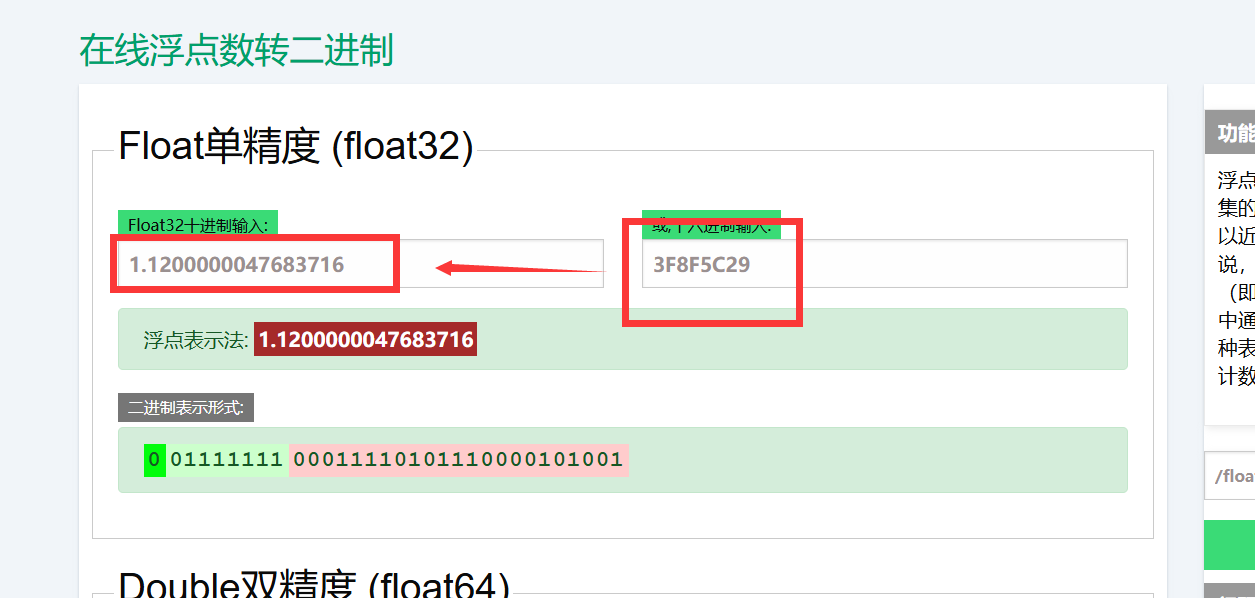 在线浮点数转二进制
Float单精度 (float32)
Float32十进制输入:
或十六进制输入:
1.1200000047683716
3F8F5C29
浮点表示法: 1.1200000047683716
二进制表示形式:
0 01111111 00011110101110000101001
Double双精度 (float64)
功能
浮点
集的
以近
说，
（即
中通
种表
计数
/floa